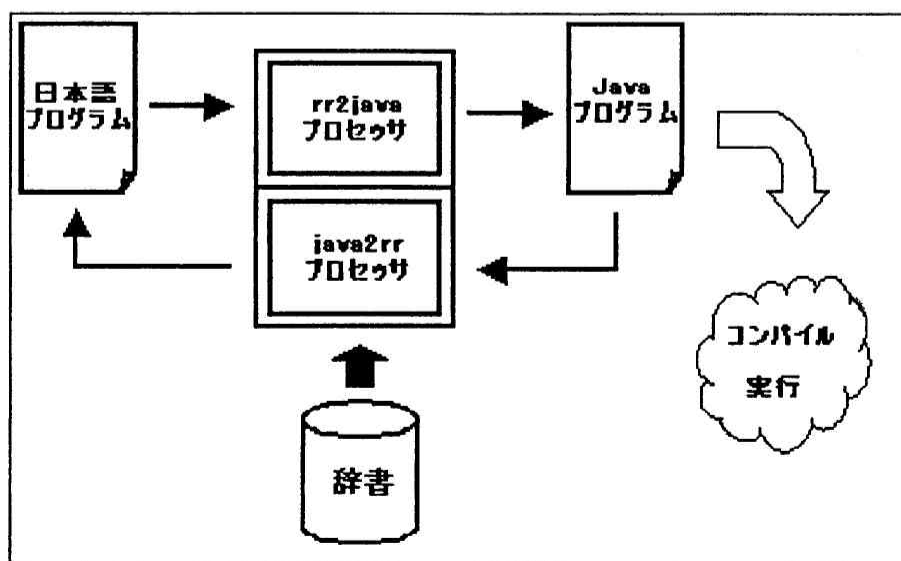 日本語
プログラム
rr2java
プロセッサ
Java
プログラム
java2rr
プロセッサ
コンパイル
実行
辞書